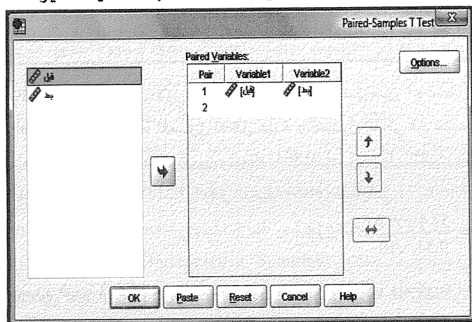 Paired-Samples T Test
Paired Variables:
Pair Variable1 Variable2
1 [قبل] [بعد]
2
قبل
بعد
Options...
OK Paste Reset Cancel Help